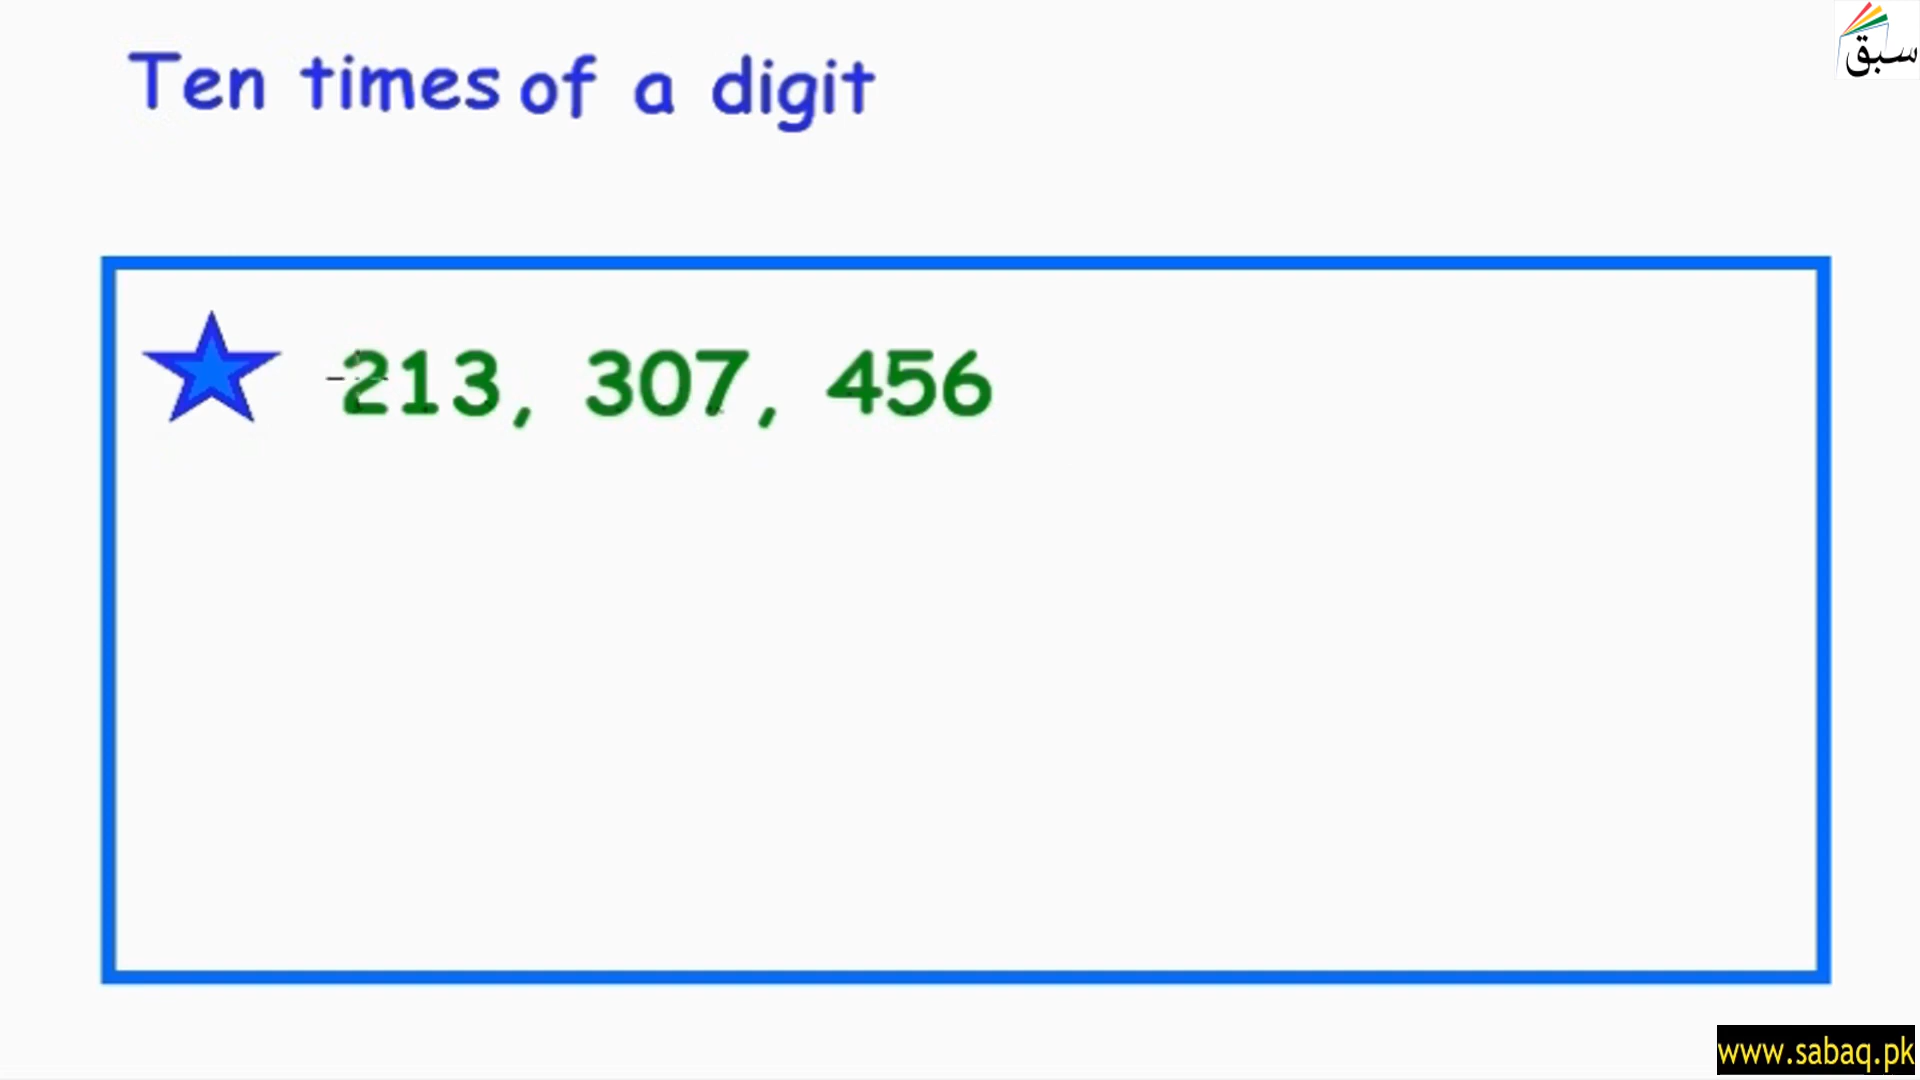 سبق
Ten times of a digit
213, 307, 456
www.sabaq.pk